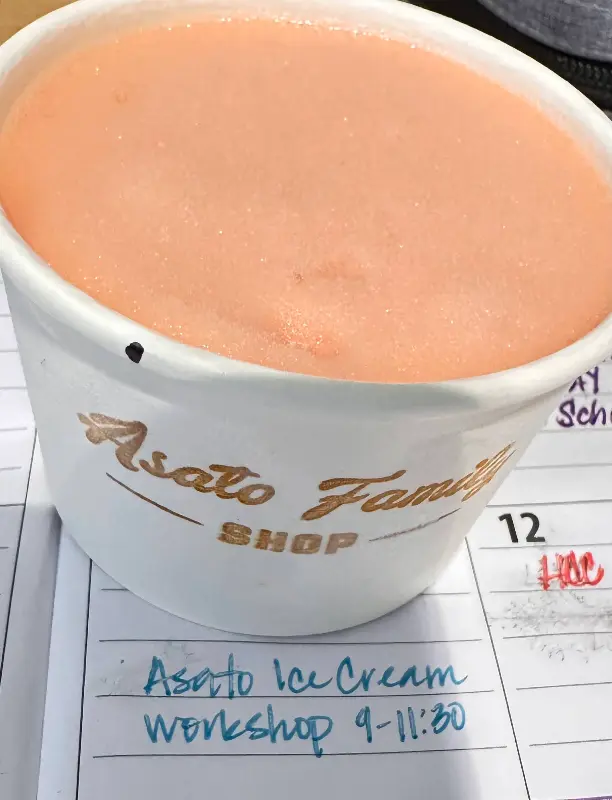 Asato Family
SHOP
12
HCC
Asato Ice Cream
workshop 9-11:30